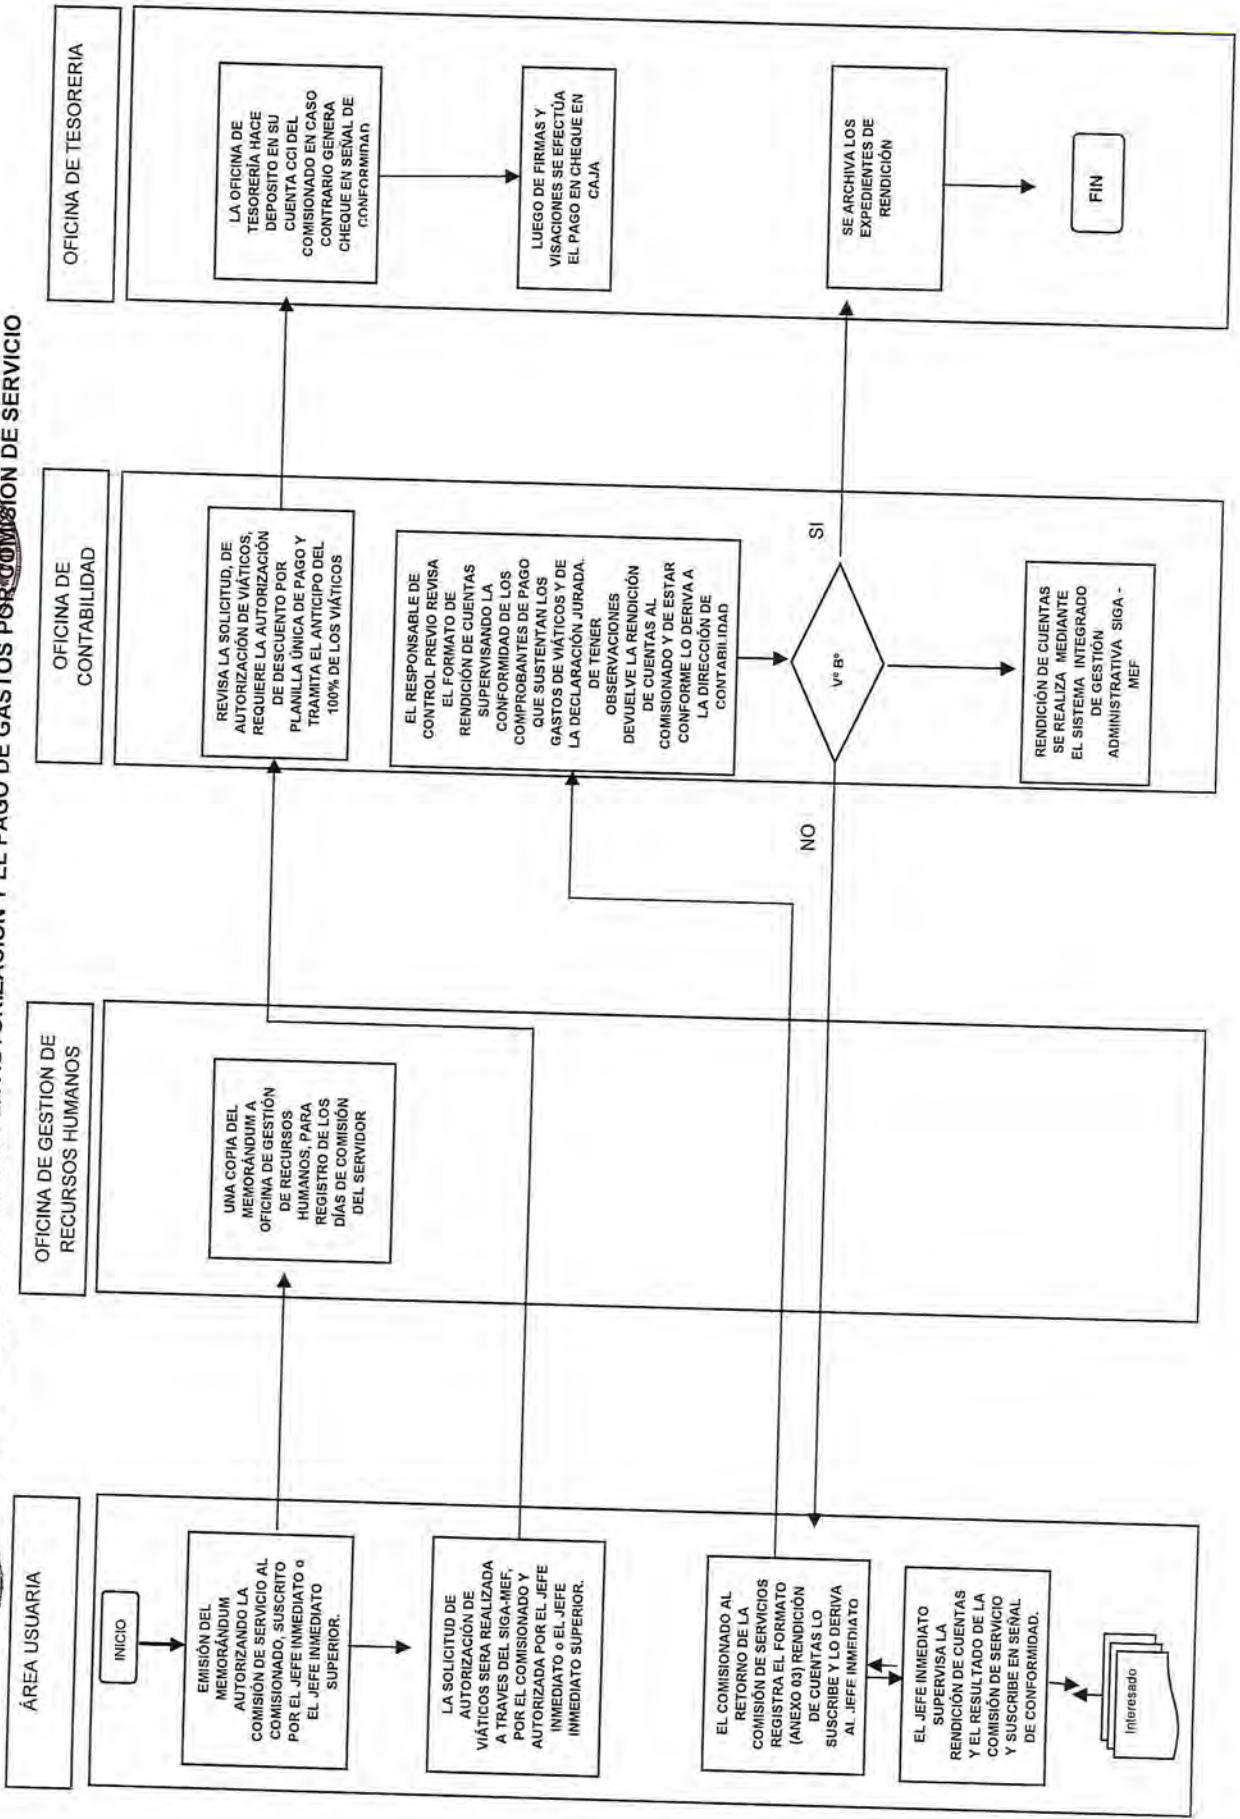 AUTORIZACIÓN Y EL PAGO DE GASTOS POR COMISIÓN DE SERVICIO
ÁREA USUARIA
INICIO
EMISIÓN DEL
MEMORÁNDUM
AUTORIZANDO LA
COMISIÓN DE SERVICIO AL
COMISIONADO, SUSCRITO
POR EL JEFE INMEDIATO o
EL JEFE INMEDIATO
SUPERIOR.
LA SOLICITUD DE
AUTORIZACIÓN DE
VIÁTICOS SERA REALIZADA
A TRAVES DEL SIGA-MEF,
POR EL COMISIONADO Y
AUTORIZADA POR EL JEFE
INMEDIATO o EL JEFE
INMEDIATO SUPERIOR.
EL COMISIONADO AL
RETORNO DE LA
COMISIÓN DE SERVICIOS
REGISTRA EL FORMATO
(ANEXO 03) RENDICIÓN
DE CUENTAS LO
SUSCRIBE Y LO DERIVA
AL JEFE INMEDIATO
EL JEFE INMEDIATO
SUPERVISA LA
RENDICIÓN DE CUENTAS
Y EL RESULTADO DE LA
COMISIÓN DE SERVICIO
Y SUSCRIBE EN SEÑAL
DE CONFORMIDAD.
Interesado
OFICINA DE GESTION DE
RECURSOS HUMANOS
UNA COPIA DEL
MEMORÁNDUM A
OFICINA DE GESTIÓN
DE RECURSOS
HUMANOS, PARA
REGISTRO DE LOS
DÍAS DE COMISIÓN
DEL SERVIDOR
OFICINA DE
CONTABILIDAD
REVISA LA SOLICITUD, DE
AUTORIZACIÓN DE VIÁTICOS,
REQUIERE LA AUTORIZACIÓN
DE DESCUENTO POR
PLANILLA ÚNICA DE PAGO Y
TRAMITA EL ANTICIPO DEL
100% DE LOS VIÁTICOS
EL RESPONSABLE DE
CONTROL PREVIO REVISA
EL FORMATO DE
RENDICIÓN DE CUENTAS
SUPERVISANDO LA
CONFORMIDAD DE LOS
COMPROBANTES DE PAGO
QUE SUSTENTAN LOS
GASTOS DE VIÁTICOS Y DE
LA DECLARACIÓN JURADA.
DE TENER
OBSERVACIONES
DEVUELVE LA RENDICIÓN
DE CUENTAS AL
COMISIONADO Y DE ESTAR
CONFORME LO DERIVA A
LA DIRECCIÓN DE
CONTABILIDAD
Vº Bº
SI
NO
RENDICIÓN DE CUENTAS
SE REALIZA MEDIANTE
EL SISTEMA INTEGRADO
DE GESTIÓN
ADMINISTRATIVA SIGA -
MEF
OFICINA DE TESORERIA
LA OFICINA DE
TESORERÍA HACE
DEPOSITO EN SU
CUENTA CCI DEL
COMISIONADO EN CASO
CONTRARIO GENERA
CHEQUE EN SEÑAL DE
CONFORMIDAD
LUEGO DE FIRMAS Y
VISACIONES SE EFECTÚA
EL PAGO EN CHEQUE EN
CAJA
SE ARCHIVA LOS
EXPEDIENTES DE
RENDICIÓN
FIN